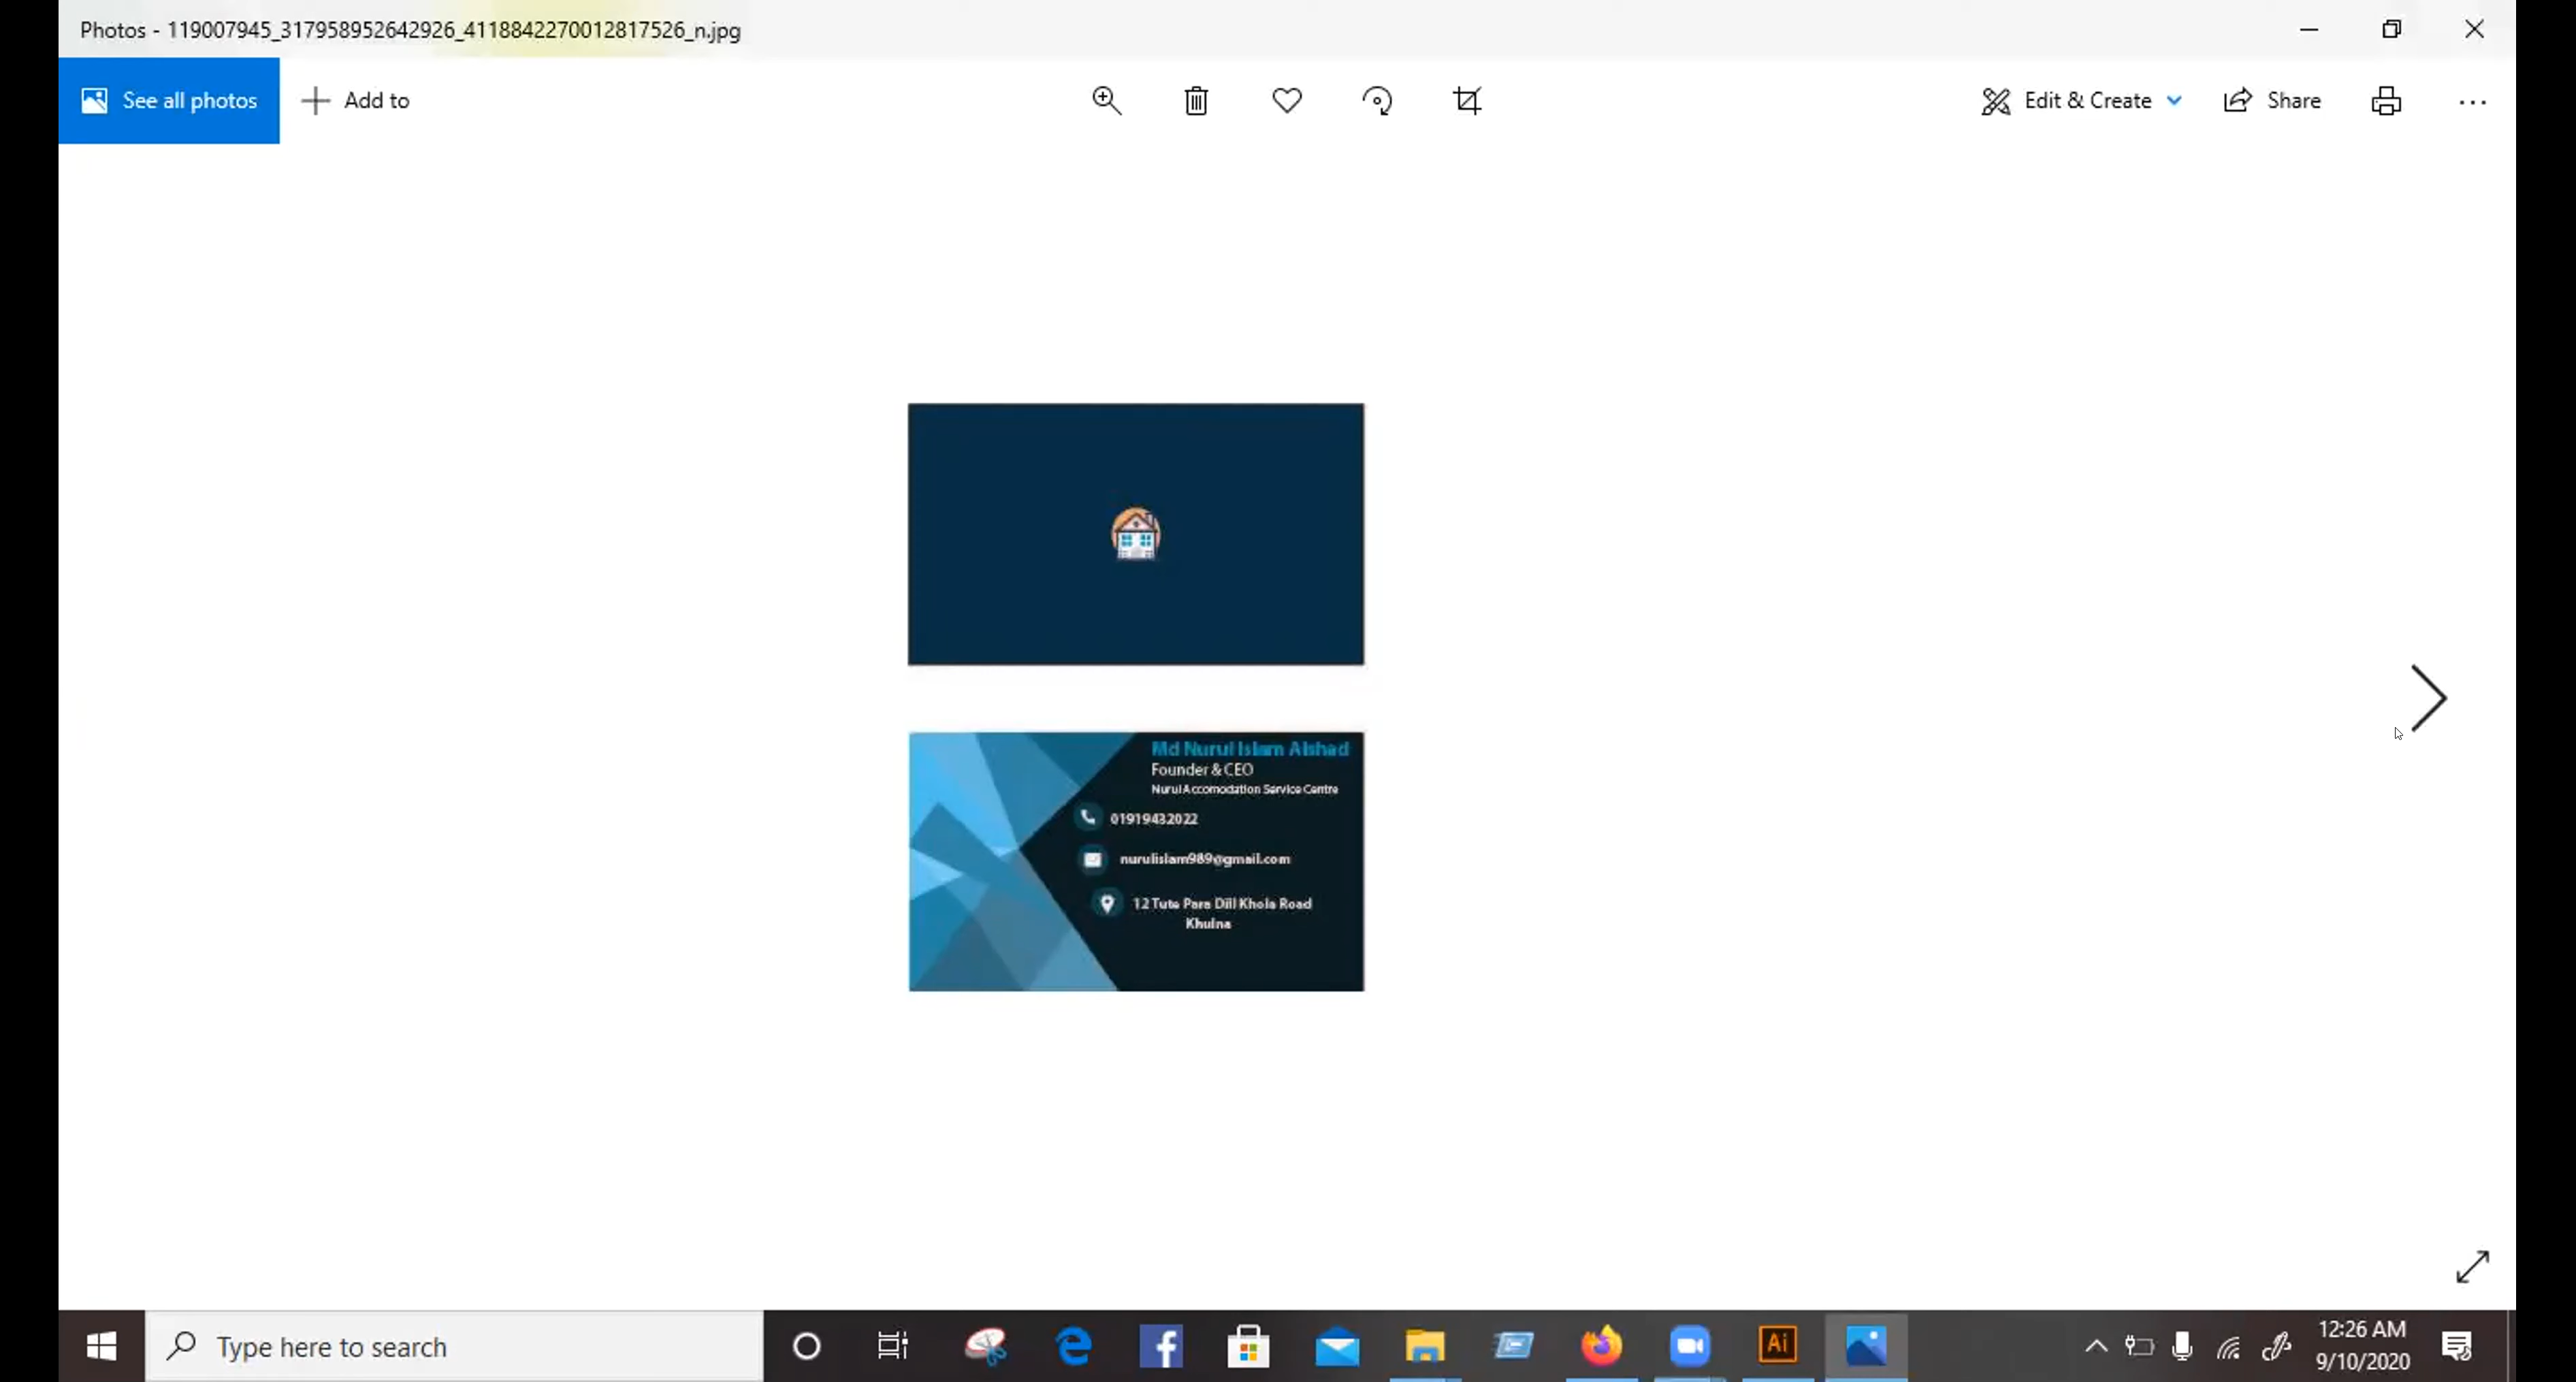 Photos - 119007945_317958952642926_4118842270012817526_n.jpg
See all photos
Add to
Edit & Create
Share
Md Nurul Islam Alshad
Founder & CEO
Nurul Accomodation Service Centre
01919432022
nurulislam989@gmail.com
12 Tute Para Dill Khola Road
Khulna
Type here to search
Ai
12:26 AM
9/10/2020